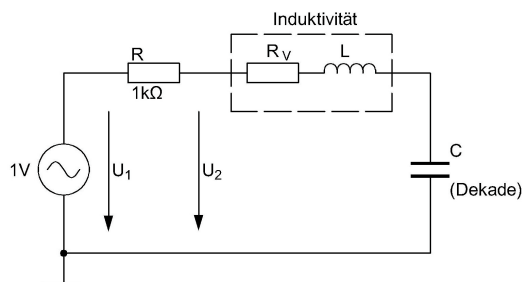 Induktivität
R
R V
L
1kΩ
1V
U1
U2
C
(Dekade)